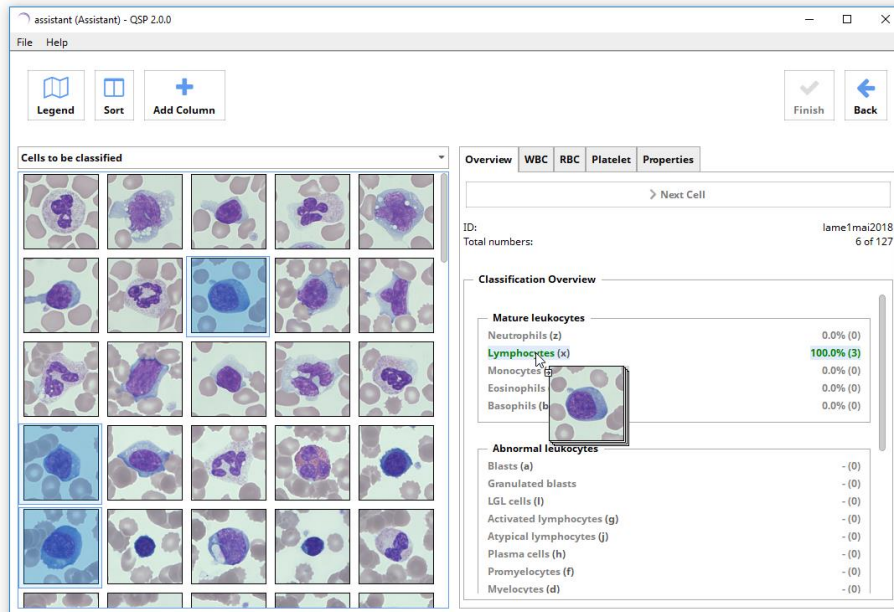 assistant (Assistant) - QSP 2.0.0
File Help
Legend Sort Add Column Finish Back
Cells to be classified
Overview WBC RBC Platelet Properties
Next Cell
ID: lame1mai2018
Total numbers: 6 of 127
Classification Overview
Mature leukocytes
Neutrophils (z) 0.0% (0)
Lymphocytes (x) 100.0% (3)
Monocytes 0.0% (0)
Eosinophils 0.0% (0)
Basophils (b 0.0% (0)
Abnormal leukocytes
Blasts (a) - (0)
Granulated blasts - (0)
LGL cells (l) - (0)
Activated lymphocytes (g) - (0)
Atypical lymphocytes (j) - (0)
Plasma cells (h) - (0)
Promyelocytes (f) - (0)
Myelocytes (d) - (0)